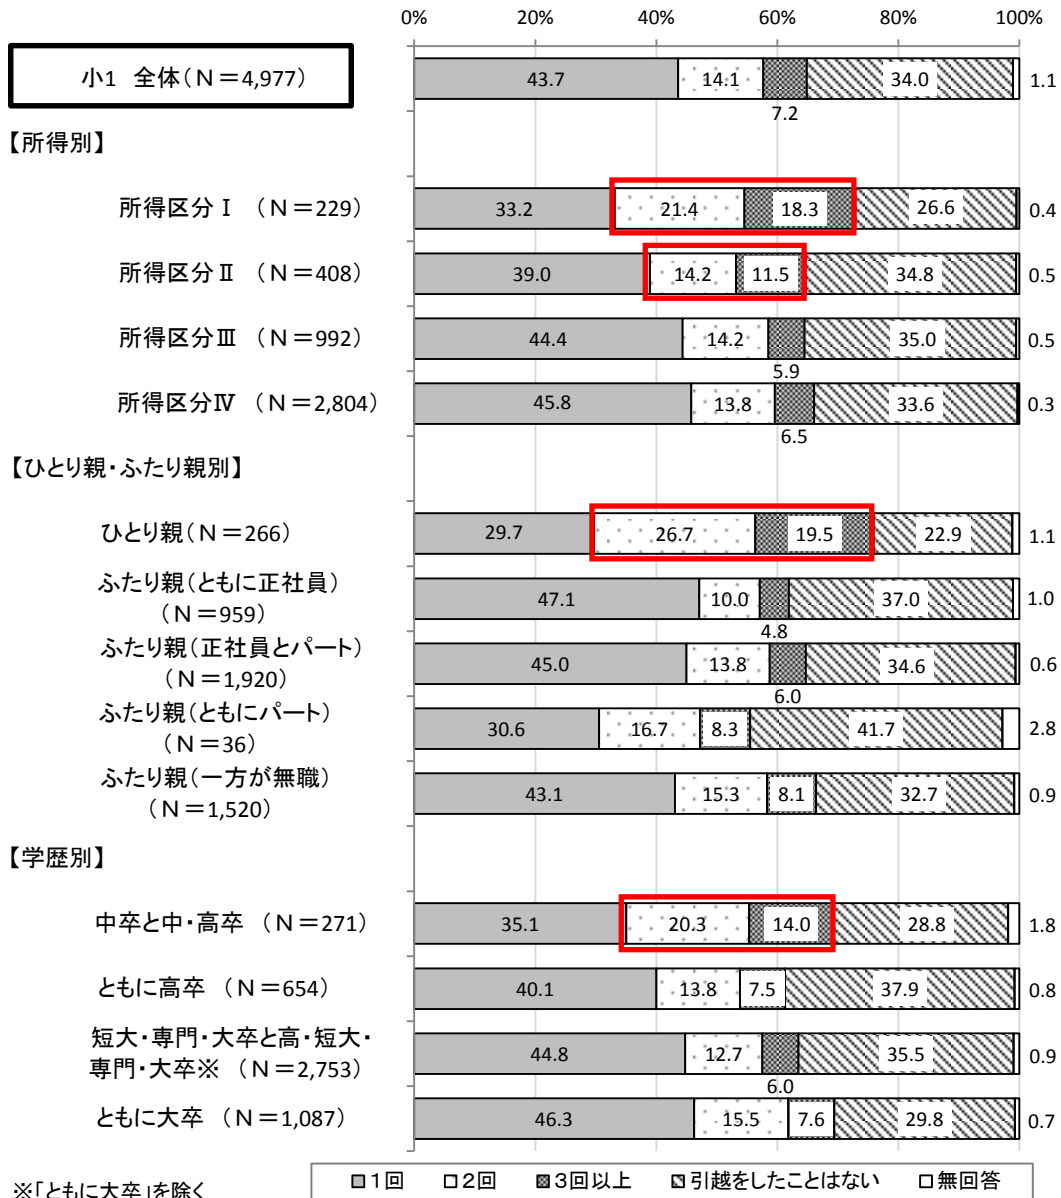 0% 20% 40% 60% 80% 100%
小1 全体(N=4,977) 43.7 14.1 34.0 1.1
7.2
【所得別】
所得区分Ⅰ (N=229) 33.2 21.4 18.3 26.6 0.4
所得区分Ⅱ (N=408) 39.0 14.2 11.5 34.8 0.5
所得区分Ⅲ (N=992) 44.4 14.2 35.0 0.5
5.9
所得区分Ⅳ (N=2,804) 45.8 13.8 33.6 0.3
6.5
【ひとり親・ふたり親別】
ひとり親(N=266) 29.7 26.7 19.5 22.9 1.1
ふたり親(ともに正社員)
(N=959) 47.1 10.0 37.0 1.0
4.8
ふたり親(正社員とパート)
(N=1,920) 45.0 13.8 34.6 0.6
6.0
ふたり親(ともにパート)
(N=36) 30.6 16.7 8.3 41.7 2.8
ふたり親(一方が無職)
(N=1,520) 43.1 15.3 8.1 32.7 0.9
【学歴別】
中卒と中・高卒 (N=271) 35.1 20.3 14.0 28.8 1.8
ともに高卒 (N=654) 40.1 13.8 7.5 37.9 0.8
短大・専門・大卒と高・短大・
専門・大卒※ (N=2,753) 44.8 12.7 35.5 0.9
6.0
ともに大卒 (N=1,087) 46.3 15.5 7.6 29.8 0.7
※「ともに大卒」を除く
1回 2回 3回以上 引越をしたことはない 無回答